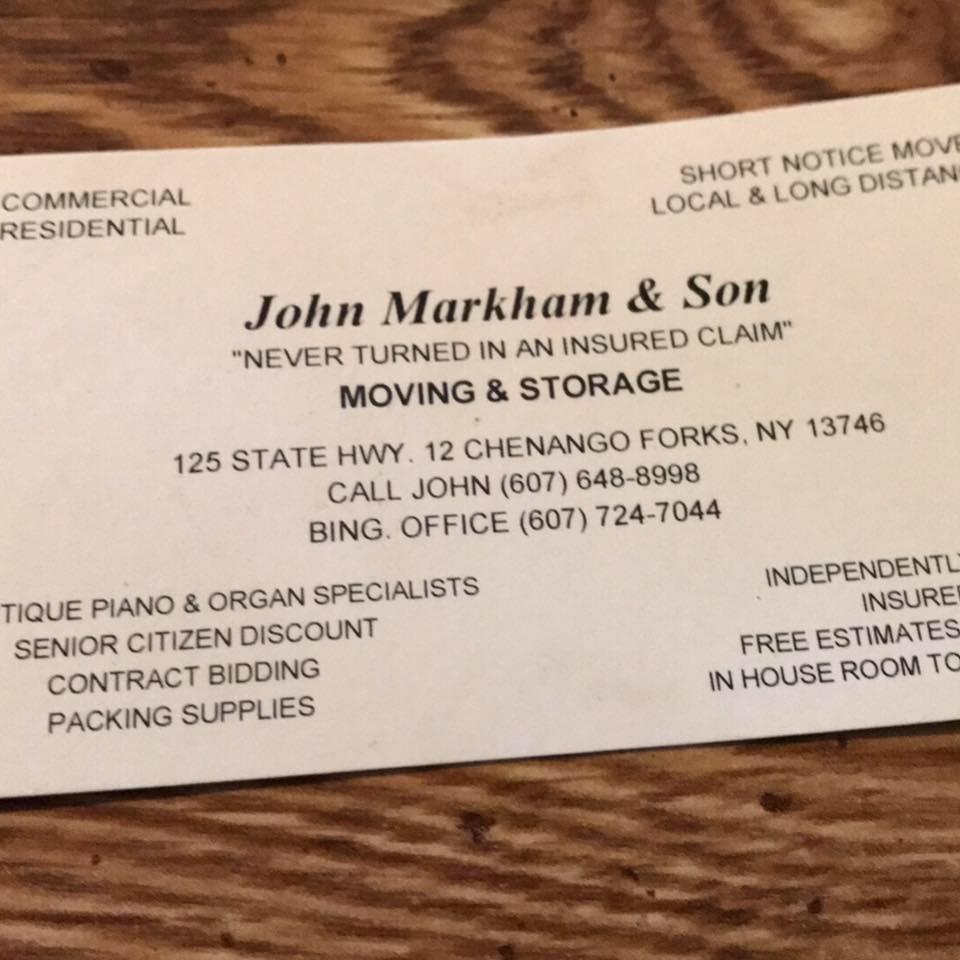 COMMERCIAL
RESIDENTIAL
SHORT NOTICE MOVE
LOCAL & LONG DISTAN
John Markham & Son
"NEVER TURNED IN AN INSURED CLAIM"
MOVING & STORAGE
125 STATE HWY. 12 CHENANGO FORKS, NY 13746
CALL JOHN (607) 648-8998
BING. OFFICE (607) 724-7044
TIQUE PIANO & ORGAN SPECIALISTS
SENIOR CITIZEN DISCOUNT
CONTRACT BIDDING
PACKING SUPPLIES
INDEPENDENTL
INSURE
FREE ESTIMATES
IN HOUSE ROOM TO